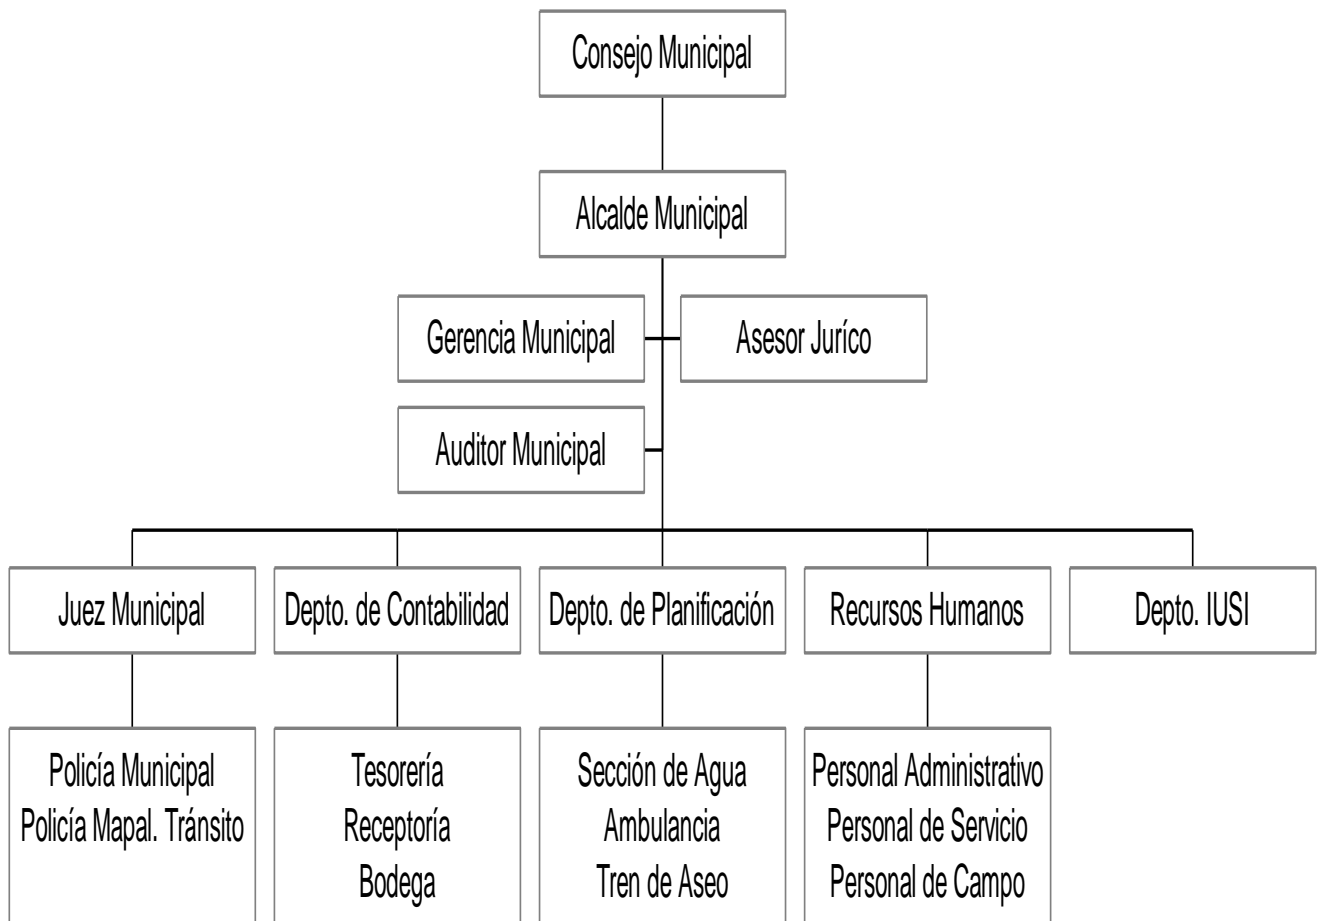 Consejo Municipal
Alcalde Municipal
Gerencia Municipal
Asesor Juríco
Auditor Municipal
Juez Municipal
Depto. de Contabilidad
Depto. de Planificación
Recursos Humanos
Depto. IUSI
Policía Municipal
Policía Mapal. Tránsito
Tesorería
Receptoría
Bodega
Sección de Agua
Ambulancia
Tren de Aseo
Personal Administrativo
Personal de Servicio
Personal de Campo